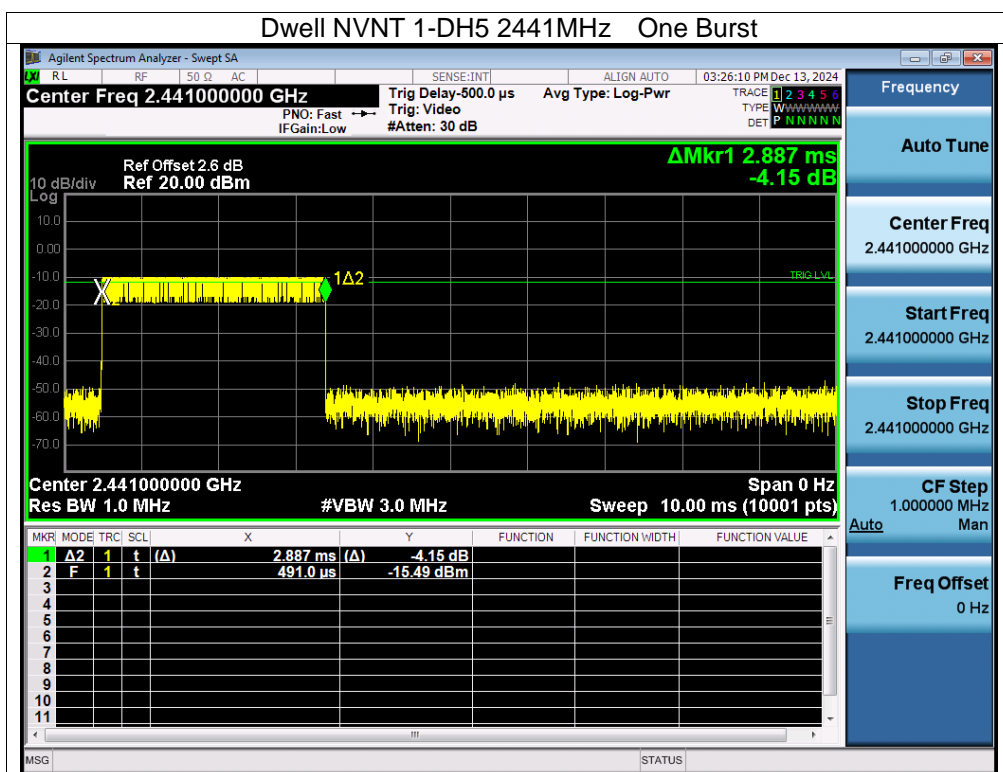 Dwell NVNT 1-DH5 2441MHz One Burst
Agilent Spectrum Analyzer - Swept SA
LXI RL RF 50 Ω AC SENSE:INT ALIGN AUTO 03:26:10 PM Dec 13, 2024
Center Freq 2.441000000 GHz Trig Delay-500.0 µs Avg Type: Log-Pwr TRACE 1 2 3 4 5 6
PNO: Fast Trig: Video TYPE WWWWWW
IFGain:Low #Atten: 30 dB DET P NNNNN
ΔMkr1 2.887 ms
-4.15 dB
Ref Offset 2.6 dB
10 dB/div Ref 20.00 dBm
Log
10.0
0.00
-10.0
-20.0
-30.0
-40.0
-50.0
-60.0
-70.0
1Δ2
TRIG LVL
Center 2.441000000 GHz Span 0 Hz
Res BW 1.0 MHz #VBW 3.0 MHz Sweep 10.00 ms (10001 pts)
MKR MODE TRC SCL X Y FUNCTION FUNCTION WIDTH FUNCTION VALUE
1 Δ2 1 t (Δ) 2.887 ms (Δ) -4.15 dB
2 F 1 t 491.0 µs -15.49 dBm
3
4
5
6
7
8
9
10
11
MSG STATUS
Frequency
Auto Tune
Center Freq
2.441000000 GHz
Start Freq
2.441000000 GHz
Stop Freq
2.441000000 GHz
CF Step
1.000000 MHz
Auto Man
Freq Offset
0 Hz